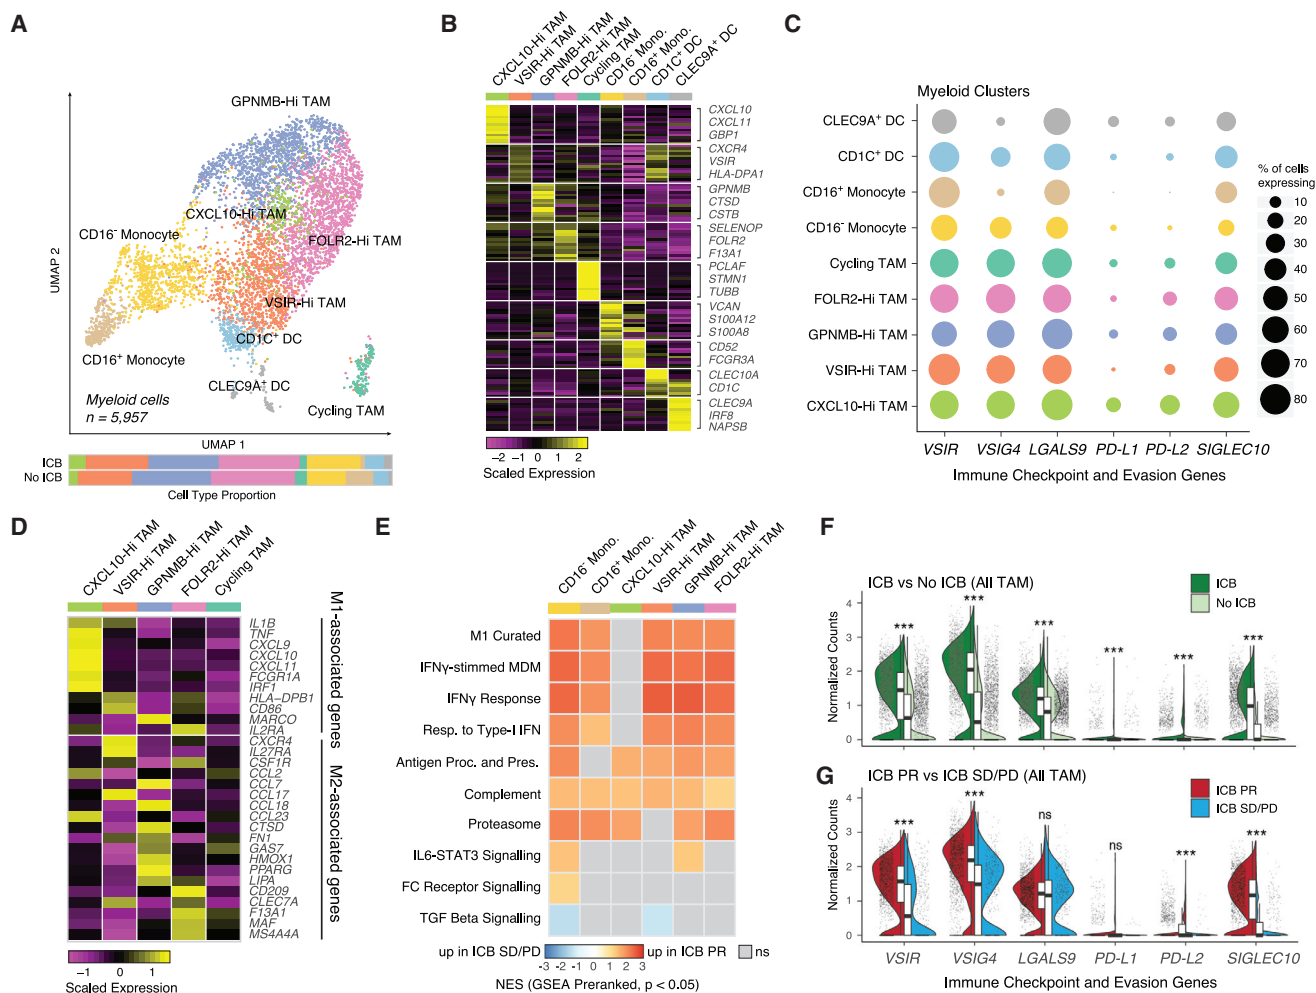 A
GPNMB-Hi TAM
CXCL10-Hi TAM
CD16⁻ Monocyte
FOLR2-Hi TAM
VSIR-Hi TAM
CD1C⁺ DC
CD16⁺ Monocyte
CLEC9A⁺ DC
Cycling TAM
Myeloid cells
n = 5,957
UMAP 2
UMAP 1
ICB
No ICB
Cell Type Proportion
B
CXCL10-Hi TAM
VSIR-Hi TAM
GPNMB-Hi TAM
FOLR2-Hi TAM
Cycling TAM
CD16⁻ Mono.
CD16⁺ Mono.
CD1C⁺ DC
CLEC9A⁺ DC
CXCL10
CXCL11
GBP1
CXCR4
VSIR
HLA-DPA1
GPNMB
CTSD
CSTB
SELENOP
FOLR2
F13A1
PCLAF
STMN1
TUBB
VCAN
S100A12
S100A8
CD52
FCGR3A
CLEC10A
CD1C
CLEC9A
IRF8
NAPSB
−2 −1 0 1 2
Scaled Expression
C
Myeloid Clusters
CLEC9A⁺ DC
CD1C⁺ DC
CD16⁺ Monocyte
CD16⁻ Monocyte
Cycling TAM
FOLR2-Hi TAM
GPNMB-Hi TAM
VSIR-Hi TAM
CXCL10-Hi TAM
VSIR VSIG4 LGALS9 PD-L1 PD-L2 SIGLEC10
Immune Checkpoint and Evasion Genes
% of cells
expressing
10
20
30
40
50
60
70
80
D
CXCL10-Hi TAM
VSIR-Hi TAM
GPNMB-Hi TAM
FOLR2-Hi TAM
Cycling TAM
IL1B
TNF
CXCL9
CXCL10
CXCL11
FCGR1A
IRF1
HLA−DPB1
CD86
MARCO
IL2RA
CXCR4
IL27RA
CSF1R
CCL2
CCL7
CCL17
CCL18
CCL23
CTSD
FN1
GAS7
HMOX1
PPARG
LIPA
CD209
CLEC7A
F13A1
MAF
MS4A4A
M1-associated genes
M2-associated genes
−1 0 1
Scaled Expression
E
CD16⁻ Mono.
CD16⁺ Mono.
CXCL10-Hi TAM
VSIR-Hi TAM
GPNMB-Hi TAM
FOLR2-Hi TAM
M1 Curated
IFNγ-stimmed MDM
IFNγ Response
Resp. to Type-I IFN
Antigen Proc. and Pres.
Complement
Proteasome
IL6-STAT3 Signalling
FC Receptor Signalling
TGF Beta Signalling
up in ICB SD/PD
up in ICB PR
ns
-3 -2 -1 0 1 2 3
NES (GSEA Preranked, p < 0.05)
F
ICB vs No ICB (All TAM)
ICB
No ICB
Normalized Counts
4
3
2
1
0
*** *** *** *** *** ***
G
ICB PR vs ICB SD/PD (All TAM)
ICB PR
ICB SD/PD
Normalized Counts
4
3
2
1
0
*** *** ns ns *** ***
VSIR VSIG4 LGALS9 PD-L1 PD-L2 SIGLEC10
Immune Checkpoint and Evasion Genes